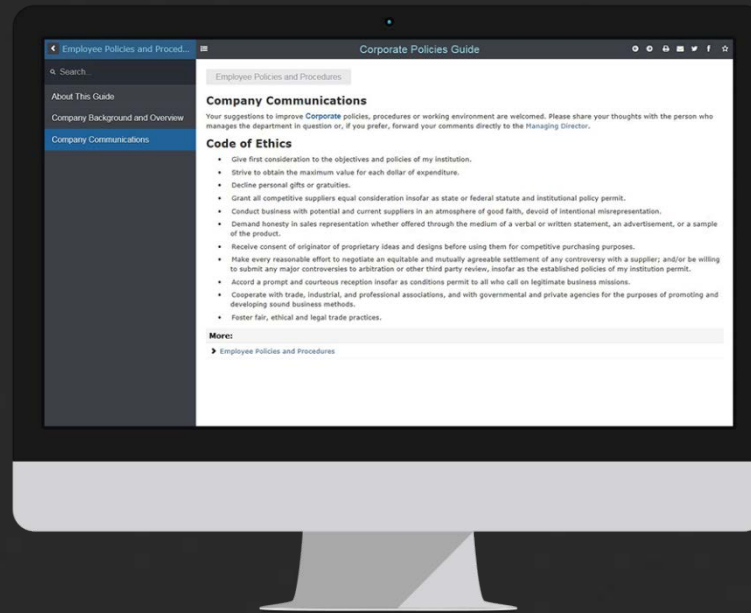 Employee Policies and Proced...
Corporate Policies Guide
Search...
About This Guide
Company Background and Overview
Company Communications
Employee Policies and Procedures
Company Communications
Your suggestions to improve Corporate policies, procedures or working environment are welcomed. Please share your thoughts with the person who
manages the department in question or, if you prefer, forward your comments directly to the Managing Director.
Code of Ethics
• Give first consideration to the objectives and policies of my institution.
• Strive to obtain the maximum value for each dollar of expenditure.
• Decline personal gifts or gratuities.
• Grant all competitive suppliers equal consideration insofar as state or federal statute and institutional policy permit.
• Conduct business with potential and current suppliers in an atmosphere of good faith, devoid of intentional misrepresentation.
• Demand honesty in sales representation whether offered through the medium of a verbal or written statement, an advertisement, or a sample
of the product.
• Receive consent of originator of proprietary ideas and designs before using them for competitive purchasing purposes.
• Make every reasonable effort to negotiate an equitable and mutually agreeable settlement of any controversy with a supplier; and/or be willing
to submit any major controversies to arbitration or other third party review, insofar as the established policies of my institution permit.
• Accord a prompt and courteous reception insofar as conditions permit to all who call on legitimate business missions.
• Cooperate with trade, industrial, and professional associations, and with governmental and private agencies for the purposes of promoting and
developing sound business methods.
• Foster fair, ethical and legal trade practices.
More:
Employee Policies and Procedures